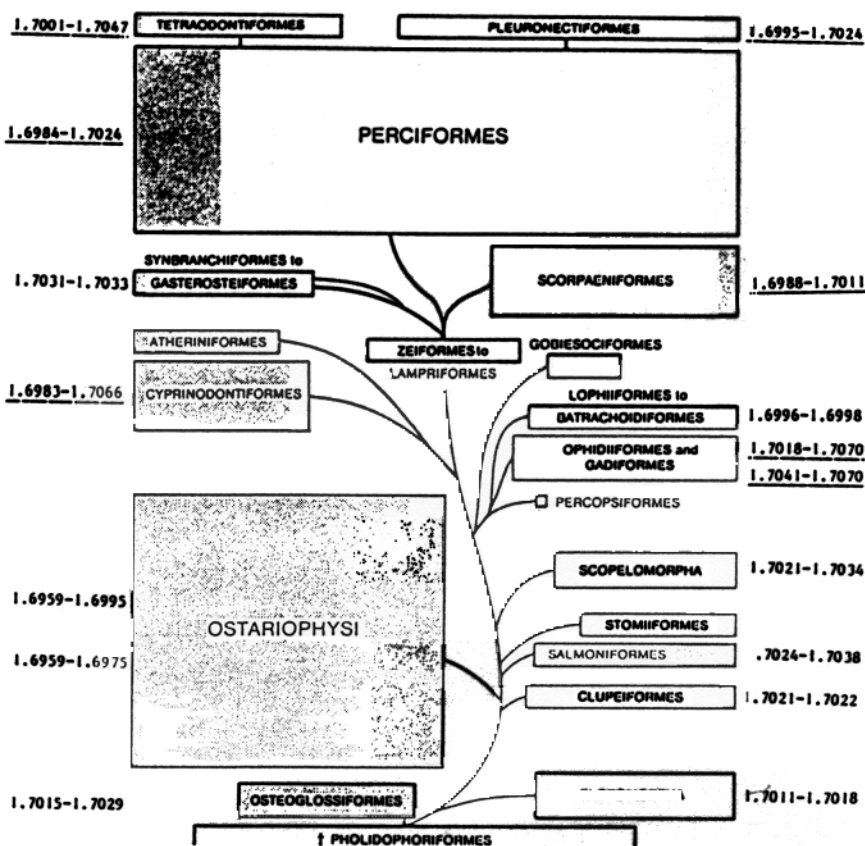 1.7001-1.7047
TETRAODONTIFORMES
PLEURONECTIFORMES
1.6995-1.7024
1.6984-1.7024
PERCIFORMES
SYNBRANCHIFORMES to
1.7031-1.7033
GASTEROSTEIFORMES
SCORPAENIFORMES
1.6988-1.7011
ATHERINIFORMES
ZEIFORMES to
LAMPRIFORMES
GOBIESOCIFORMES
1.6983-1.7066
CYPRINODONTIFORMES
LOPHIIFORMES to
BATRACHOIDIFORMES
1.6996-1.6998
OPHIDIIFORMES and
GADIFORMES
1.7018-1.7070
1.7041-1.7070
PERCOPSIFORMES
SCOPELOMORPHA
1.7021-1.7034
1.6959-1.6995
OSTARIOPHYSI
STOMIIFORMES
1.6959-1.6975
SALMONIFORMES
.7024-1.7038
CLUPEIFORMES
1.7021-1.7022
1.7015-1.7029
OSTEOGLOSSIFORMES
1.7011-1.7018
† PHOLIDOPHORIFORMES